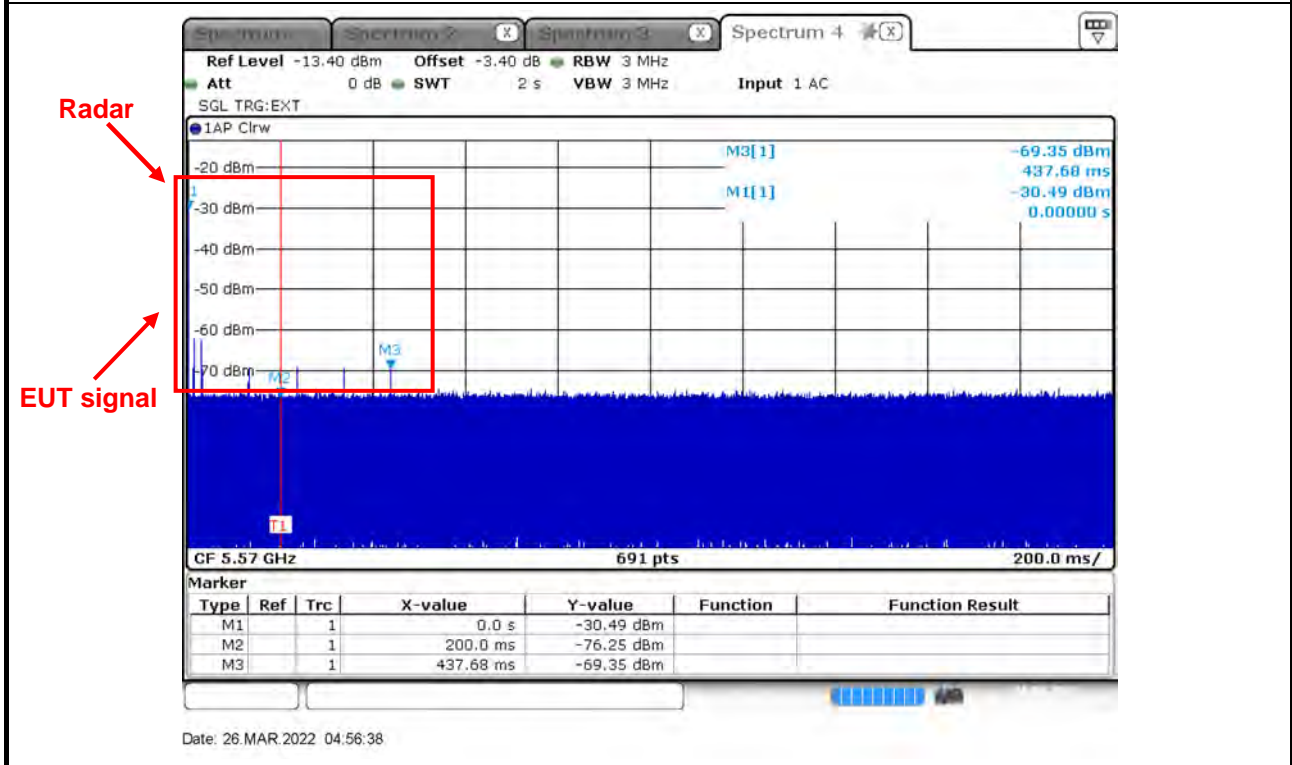 Spectrum 2 X Spectrum 3 X Spectrum 4 X
Ref Level -13.40 dBm Offset -3.40 dB RBW 3 MHz
Att 0 dB SWT 2 s VBW 3 MHz Input 1 AC
SGL TRG:EXT
Radar
1AP Clrw
M3[1] -69.35 dBm
-20 dBm
437.68 ms
1
M1[1] -30.49 dBm
-30 dBm
0.00000 s
-40 dBm
-50 dBm
-60 dBm
M3
-70 dBm
M2
EUT signal
T1
CF 5.57 GHz 691 pts 200.0 ms/
Marker
Type Ref Trc X-value Y-value Function Function Result
M1 1 0.0 s -30.49 dBm
M2 1 200.0 ms -76.25 dBm
M3 1 437.68 ms -69.35 dBm
Date: 26.MAR.2022 04:56:38